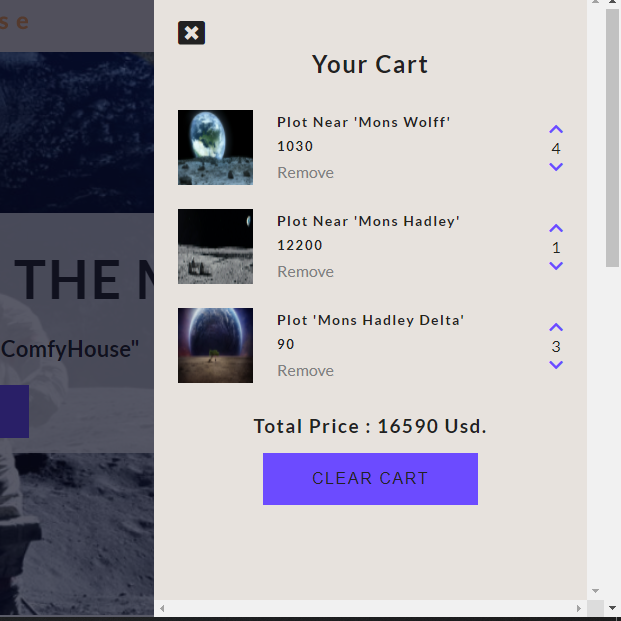 s e
Your Cart
Plot Near 'Mons Wolff'
1030
Remove
4
Plot Near 'Mons Hadley'
12200
Remove
1
THE
ComfyHouse"
Plot 'Mons Hadley Delta'
90
Remove
3
Total Price : 16590 Usd.
CLEAR CART